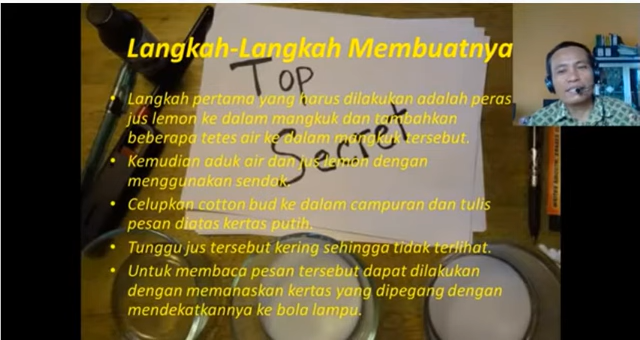 Langkah-Langkah Membuatnya
Top
Secret
• Langkah pertama yang harus dilakukan adalah peras
jus lemon ke dalam mangkuk dan tambahkan
beberapa tetes air ke dalam mangkuk tersebut.
• Kemudian aduk air dan jus lemon dengan
menggunakan sendok.
• Celupkan cotton bud ke dalam campuran dan tulis
pesan diatas kertas putih.
• Tunggu jus tersebut kering sehingga tidak terlihat.
• Untuk membaca pesan tersebut dapat dilakukan
dengan memanaskan kertas yang dipegang dengan
mendekatkannya ke bola lampu.